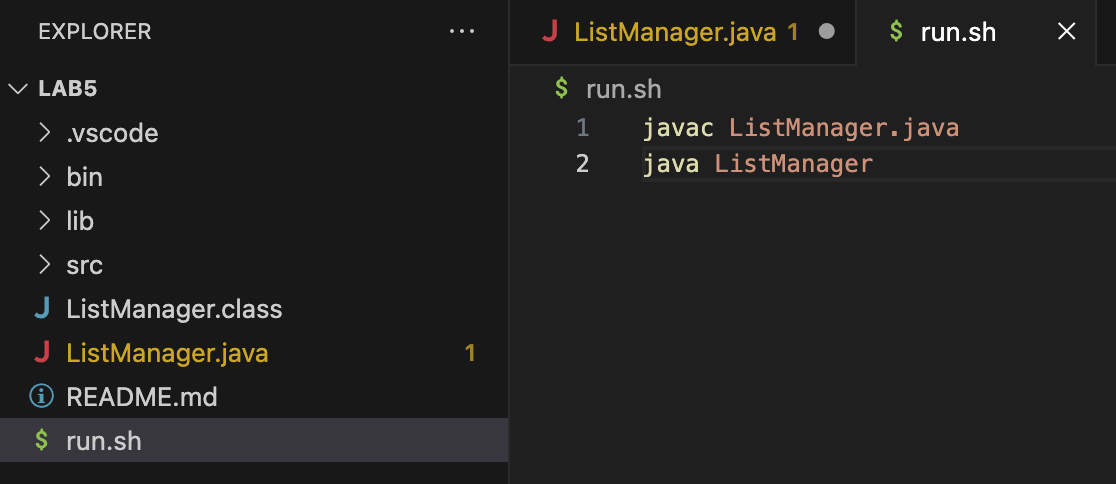 EXPLORER ...
LAB5
.vscode
bin
lib
src
J ListManager.class
J ListManager.java 1
i README.md
$ run.sh
J ListManager.java 1
$ run.sh
$ run.sh
1 javac ListManager.java
2 java ListManager